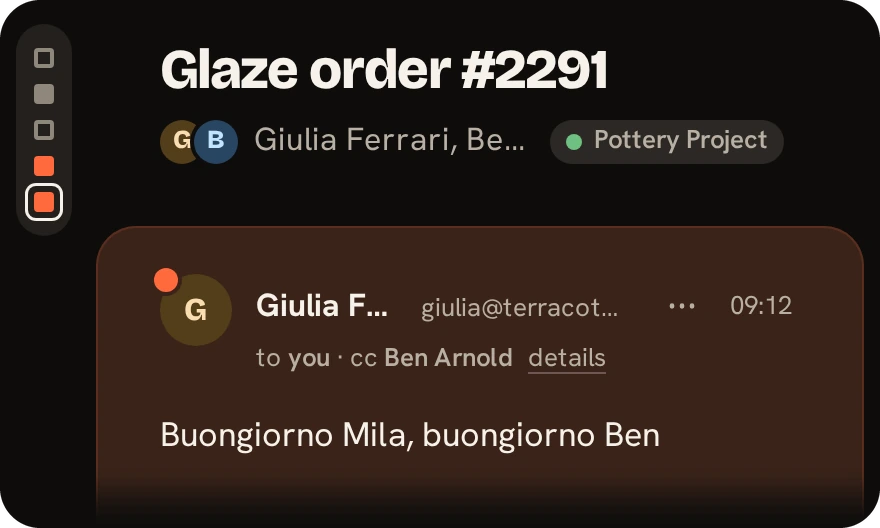 Glaze order #2291
G B Giulia Ferrari, Be... Pottery Project
G Giulia F... giulia@terracot... ··· 09:12
to you · cc Ben Arnold details
Buongiorno Mila, buongiorno Ben